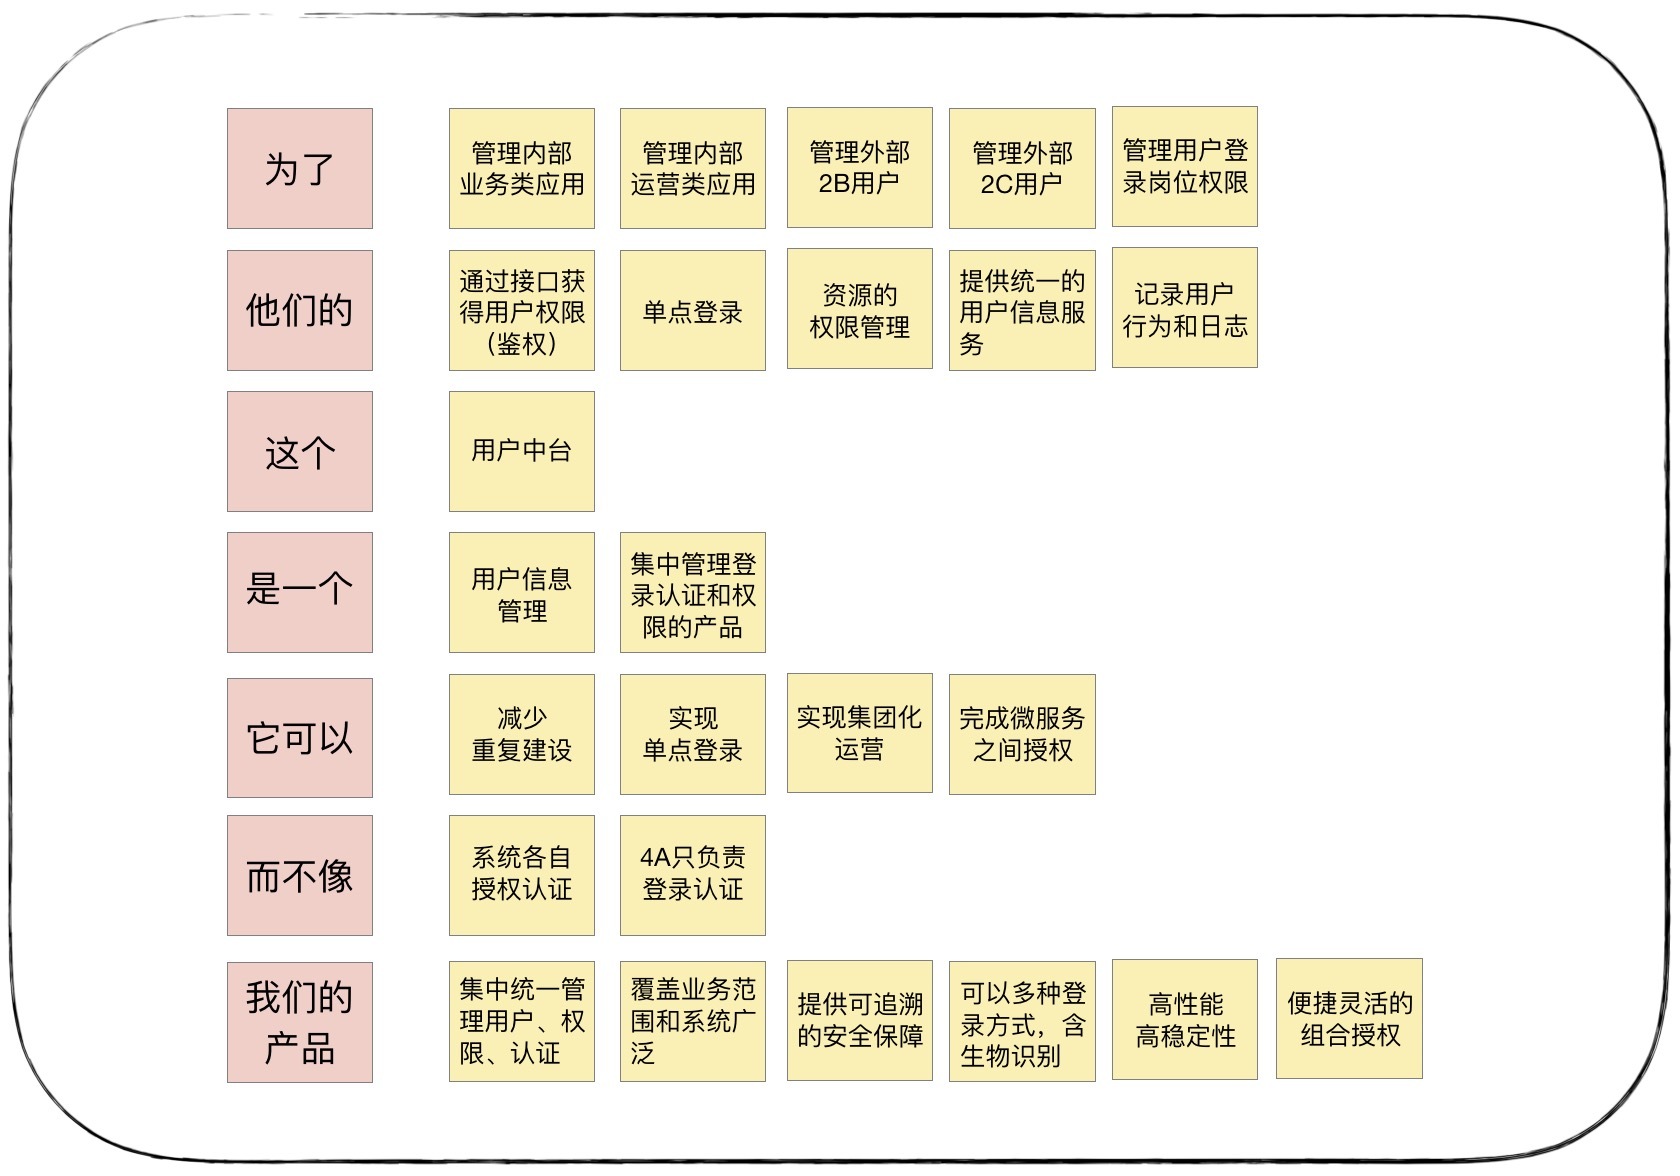 为了
管理内部
业务类应用
管理内部
运营类应用
管理外部
2B用户
管理外部
2C用户
管理用户登
录岗位权限
他们的
通过接口获
得用户权限
（鉴权）
单点登录
资源的
权限管理
提供统一的
用户信息服
务
记录用户
行为和日志
这个
用户中台
是一个
用户信息
管理
集中管理登
录认证和权
限的产品
它可以
减少
重复建设
实现
单点登录
实现集团化
运营
完成微服务
之间授权
而不像
系统各自
授权认证
4A只负责
登录认证
我们的
产品
集中统一管
理用户、权
限、认证
覆盖业务范
围和系统广
泛
提供可追溯
的安全保障
可以多种登
录方式，含
生物识别
高性能
高稳定性
便捷灵活的
组合授权